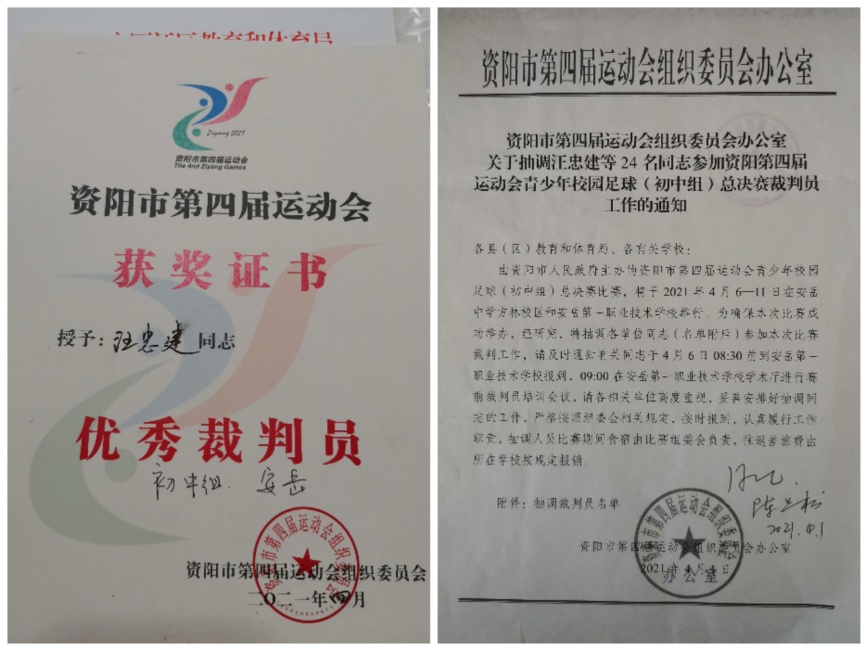 Ziyang 2021
资阳市第四届运动会
The 4nd Ziyang Games
资阳市第四届运动会
获奖证书
授予：汪忠建 同志
优秀裁判员
初中组 安岳
资阳市第四届运动会组织委员会
二〇二一年四月
资阳市第四届运动会组织委员会办公室
资阳市第四届运动会组织委员会办公室
关于抽调汪忠建等 24 名同志参加资阳第四届
运动会青少年校园足球（初中组）总决赛裁判员
工作的通知
各县（区）教育和体育局、各有关学校：
由资阳市人民政府主办的资阳市第四届运动会青少年校园
足球（初中组）总决赛比赛，将于 2021 年 4 月 6—11 日在安岳
中学方林校区和安岳第一职业技术学校举行。为确保本次比赛成
功举办，经研究，特抽调各单位同志（名单附后）参加本次比赛
裁判工作，请及时通知有关同志于 4 月 6 日 08:30 前到安岳第一
职业技术学校报到，09:00 在安岳第一职业技术学校学术厅进行赛
前裁判员培训会议，请各相关单位高度重视，妥善安排好抽调同
志的工作，严格按照组委会相关规定，按时报到，认真履行工作
职责，抽调人员比赛期间食宿由比赛组委会负责，往返差旅费由
所在学校按规定报销。
附件：抽调裁判员名单
2021.4.1
资阳市第四届运动会组织委员会办公室
2021 年 4 月 1 日
办公室